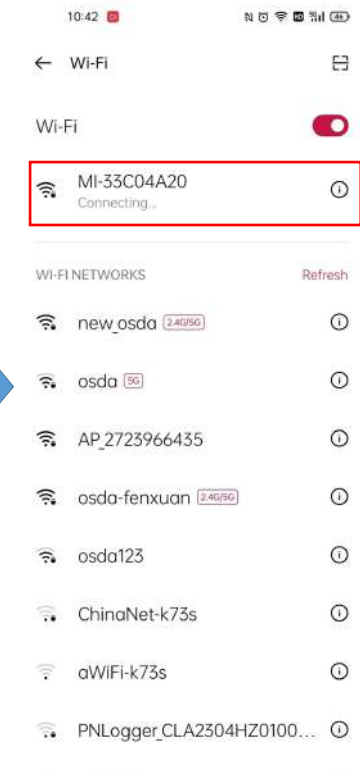 10:42
Wi-Fi
Wi-Fi
MI-33C04A20
Connecting...
WI-FI NETWORKS Refresh
new_osda 2.4G/5G
osda 5G
AP_2723966435
osda-fenxuan 2.4G/5G
osda123
ChinaNet-k73s
aWiFi-k73s
PNLogger_CLA2304HZ0100...